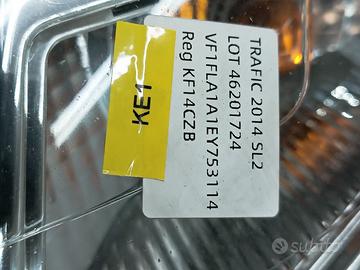 TRAFIC 2014 SL2
LOT 46201724
VF1FLA1A1EY753114
Reg KF14CZB
KE1
subito